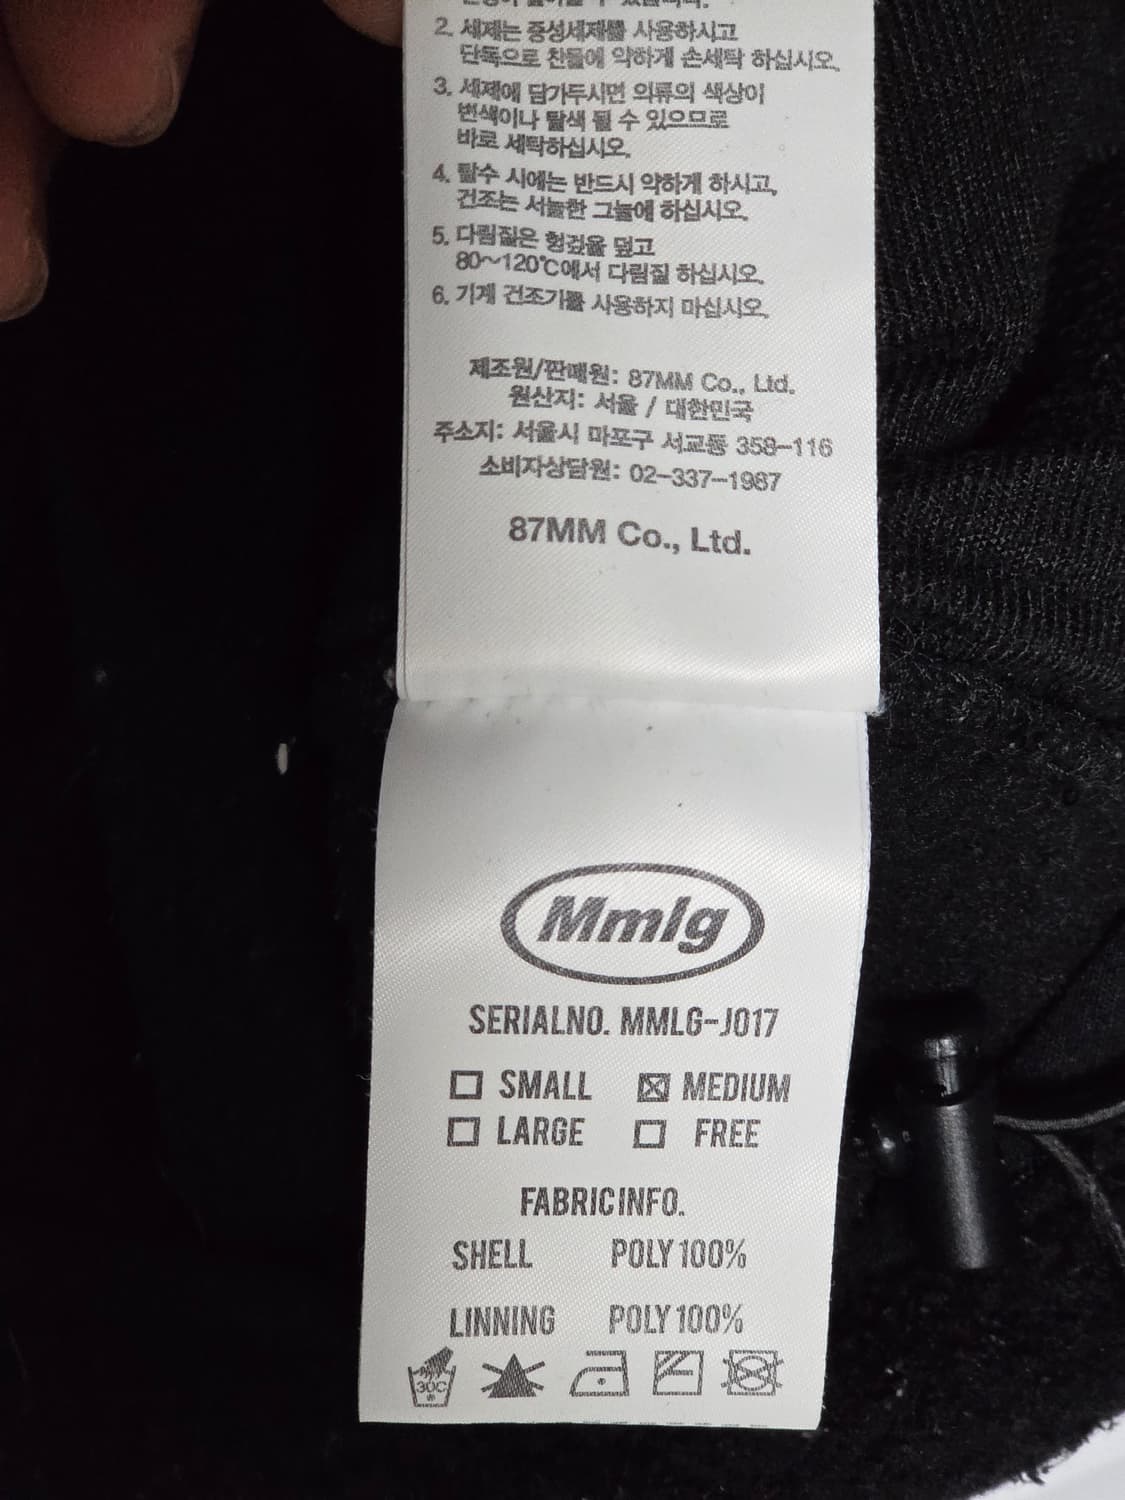 2. 세제는 중성세제를 사용하시고
단독으로 찬물에 약하게 손세탁 하십시오.
3. 세제에 담가두시면 의류의 색상이
변색이나 탈색 될 수 있으므로
바로 세탁하십시오.
4. 탈수 시에는 반드시 약하게 하시고,
건조는 서늘한 그늘에 하십시오.
5. 다림질은 헝겊을 덮고
80~120℃에서 다림질 하십시오.
6. 기계 건조기를 사용하지 마십시오.
제조원/판매원: 87MM Co., Ltd.
원산지: 서울 / 대한민국
주소지: 서울시 마포구 서교동 358-116
소비자상담원: 02-337-1987
87MM Co., Ltd.
Mmlg
SERIALNO. MMLG-J017
SMALL MEDIUM
LARGE FREE
FABRICINFO.
SHELL POLY 100%
LINNING POLY 100%
30C